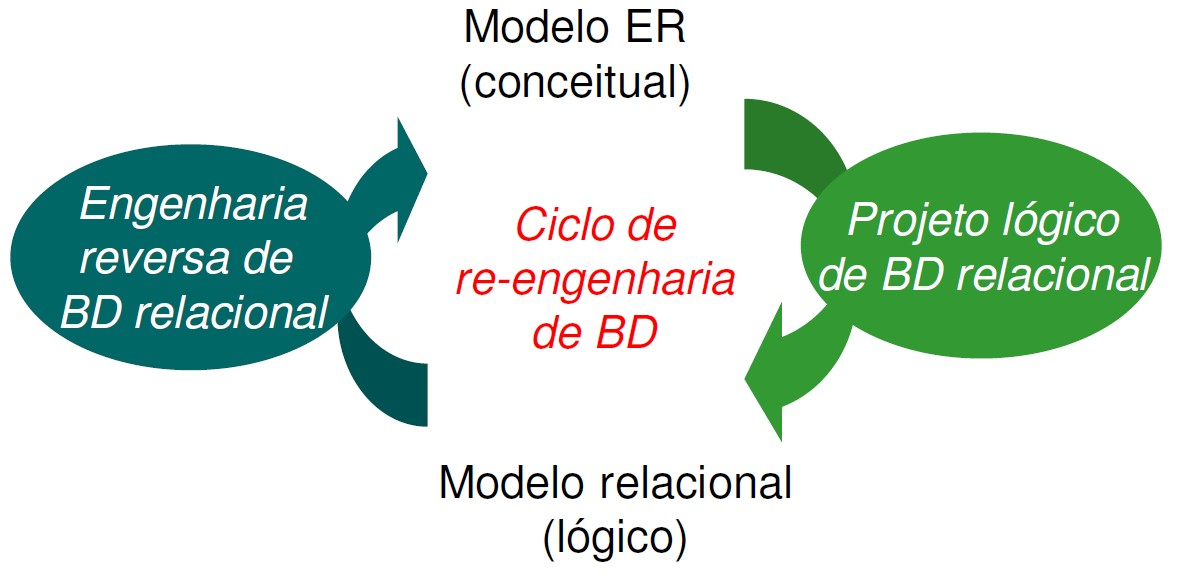 Modelo ER
(conceitual)
Engenharia
reversa de
BD relacional
Ciclo de
re-engenharia
de BD
Projeto lógico
de BD relacional
Modelo relacional
(lógico)